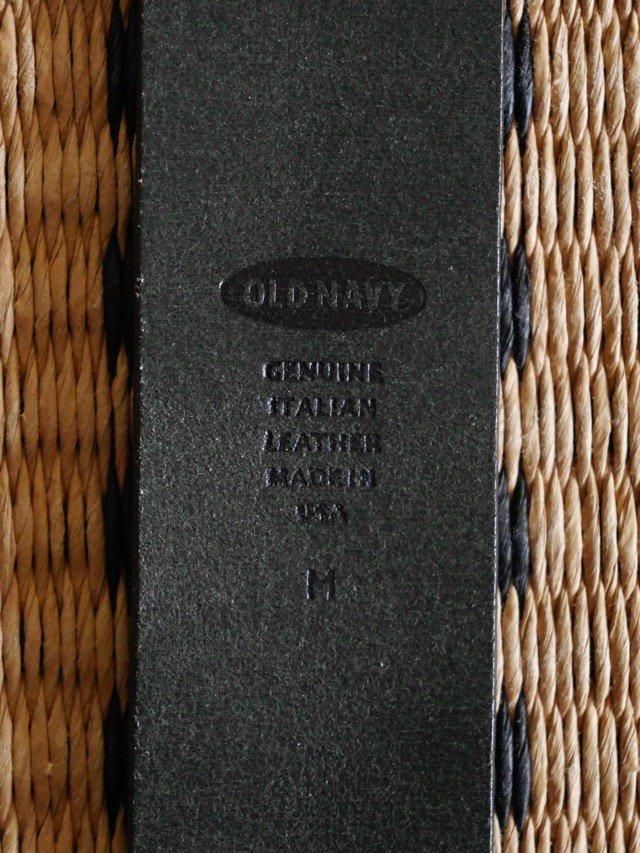 OLD·NAVY
GENUINE
ITALIAN
LEATHER
MADE IN
USA
M